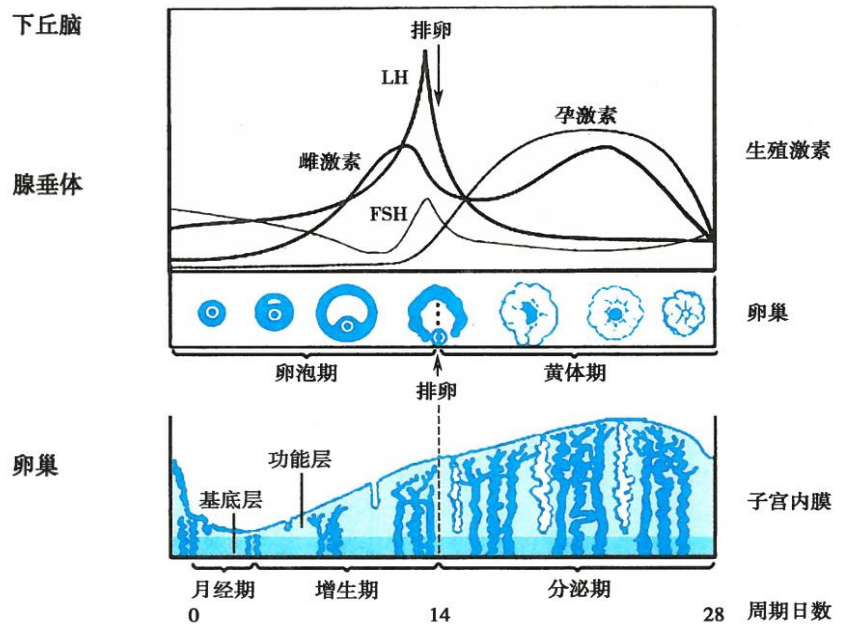 下丘脑
排卵
LH
孕激素
雌激素
生殖激素
腺垂体
FSH
卵巢
卵泡期
黄体期
排卵
卵巢
功能层
基底层
子宫内膜
月经期
增生期
分泌期
0
14
28
周期日数